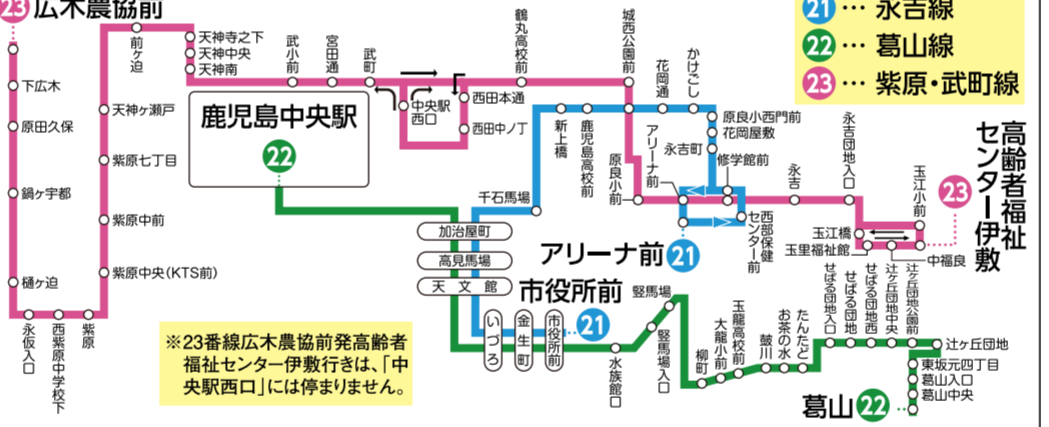 23 広木農協前
21 … 永吉線
22 … 葛山線
23 … 紫原・武町線
下広木
原田久保
鍋ヶ宇都
樋ヶ迫
永仮入口
西紫原中学校下
紫原
紫原中央(KTS前)
紫原中前
紫原七丁目
天神ヶ瀬戸
前ヶ迫
天神寺之下
天神中央
天神南
武小前
宮田通
武町
中央駅
西口
西田本通
西田中ノ丁
鶴丸高校前
城西公園前
原良小前
アリーナ前
永吉
永吉団地入口
玉江橋
玉里福祉館
玉江小前
中福良
23
高齢者福祉
センター伊敷
鹿児島中央駅
22
加治屋町
高見馬場
天文館
いづろ
金生町
市役所前
市役所前
21
千石馬場
新上橋
鹿児島高校前
花岡通
かけごし
原良小西門前
花岡屋敷
永吉町
修学館前
西部保健
センター前
アリーナ前 21
水族館口
竪馬場入口
竪馬場
柳町
大龍小前
玉龍高校前
鼓川
お茶の水
たんたど
せばる団地入口
せばる団地
せばる団地西
辻ヶ丘団地中央
辻ヶ丘団地公園前
辻ヶ丘団地
東坂元四丁目
葛山入口
葛山中央
葛山 22
※23番線広木農協前発高齢者
福祉センター伊敷行きは、「中
央駅西口」には停まりません。